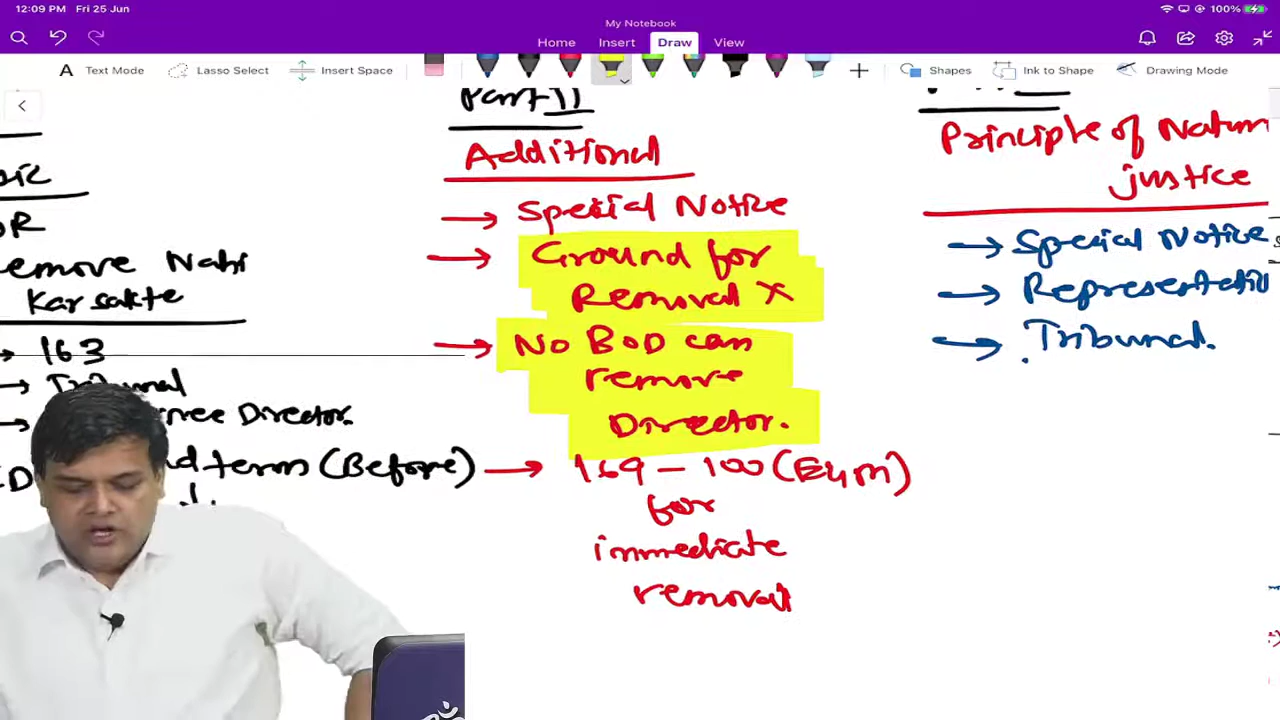 12:09 PM Fri 25 Jun
100%
My Notebook
Home Insert Draw View
A Text Mode Lasso Select Insert Space Shapes Ink to Shape Drawing Mode
OR
Remove Nahi
Kar sakte
→ 163
→ Tribunal
Director.
term (Before)
Part II
Additional
→ Special Notice
→ Ground for
Removal X
→ No BOD can
remove
Director.
→ 169 – 100 (EGM)
for
immediate
removal
Principle of Natur
justice
→ Special Notice
→ Representati
→ Tribunal.